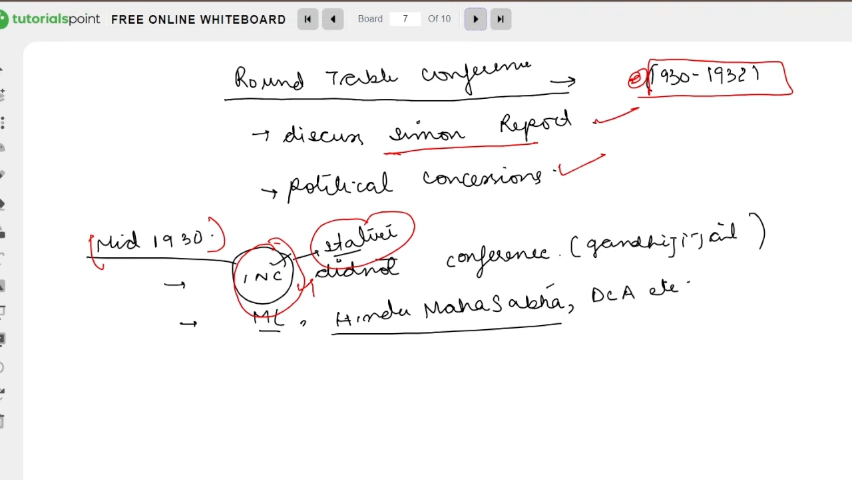 tutorialspoint FREE ONLINE WHITEBOARD Board 7 Of 10
Round Table Conference → (1930-1932)
→ discuss Simon Report
→ political concessions.
(Mid 1930.)
→ INC didnot conference. (gandhiji-jail)
→ ML, Hindu MahaSabha, DCA etc.